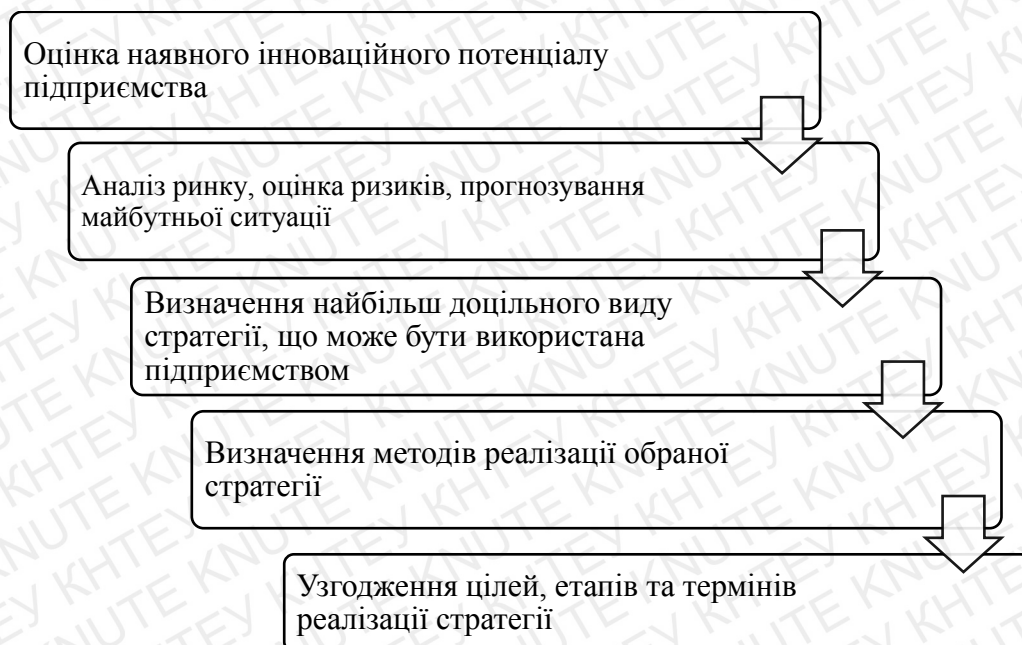 Оцінка наявного інноваційного потенціалу
підприємства
Аналіз ринку, оцінка ризиків, прогнозування
майбутньої ситуації
Визначення найбільш доцільного виду
стратегії, що може бути використана
підприємством
Визначення методів реалізації обраної
стратегії
Узгодження цілей, етапів та термінів
реалізації стратегії